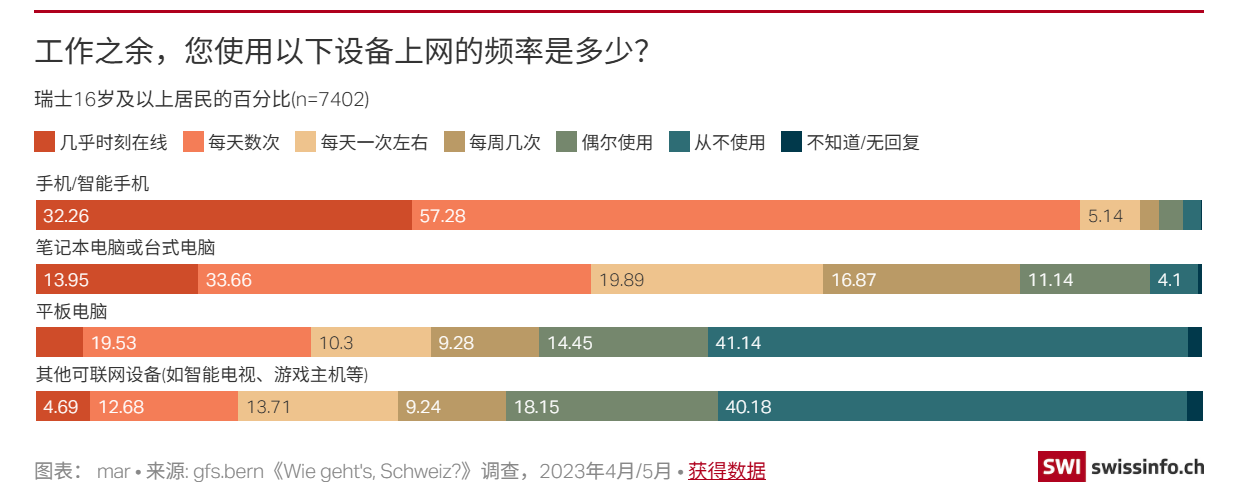 工作之余，您使用以下设备上网的频率是多少？
瑞士16岁及以上居民的百分比(n=7402)
几乎时刻在线 每天数次 每天一次左右 每周几次 偶尔使用 从不使用 不知道/无回复
手机/智能手机
32.26 57.28 5.14
笔记本电脑或台式电脑
13.95 33.66 19.89 16.87 11.14 4.1
平板电脑
19.53 10.3 9.28 14.45 41.14
其他可联网设备(如智能电视、游戏主机等)
4.69 12.68 13.71 9.24 18.15 40.18
图表： mar • 来源: gfs.bern《Wie geht's, Schweiz?》调查，2023年4月/5月 • 获得数据
SWI swissinfo.ch